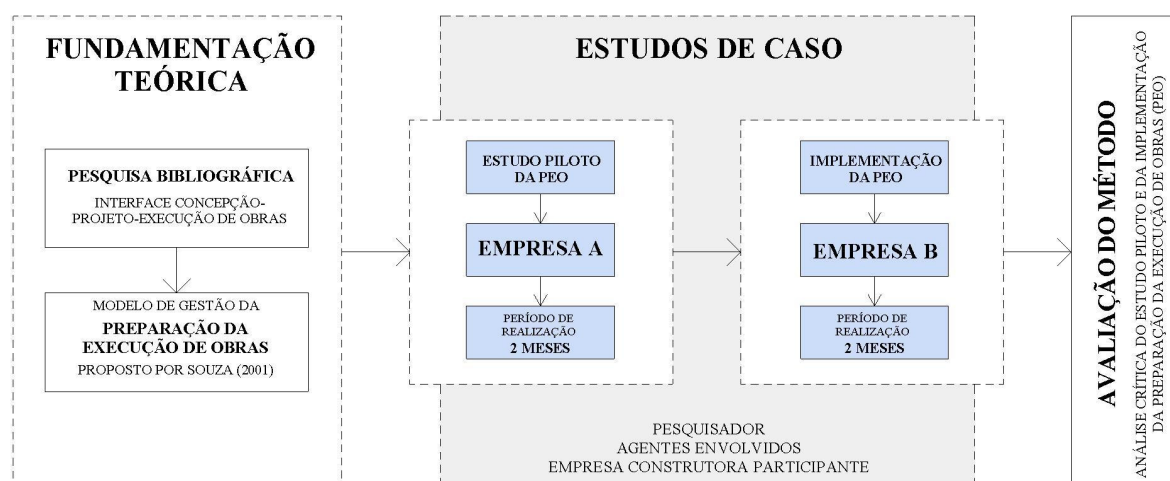 FUNDAMENTAÇÃO
TEÓRICA
PESQUISA BIBLIOGRÁFICA
INTERFACE CONCEPÇÃO-
PROJETO-EXECUÇÃO DE OBRAS
MODELO DE GESTÃO DA
PREPARAÇÃO DA
EXECUÇÃO DE OBRAS
PROPOSTO POR SOUZA (2001)
ESTUDOS DE CASO
ESTUDO PILOTO
DA PEO
EMPRESA A
PERÍODO DE
REALIZAÇÃO
2 MESES
IMPLEMENTAÇÃO
DA PEO
EMPRESA B
PERÍODO DE
REALIZAÇÃO
2 MESES
PESQUISADOR
AGENTES ENVOLVIDOS
EMPRESA CONSTRUTORA PARTICIPANTE
AVALIAÇÃO DO MÉTODO
ANÁLISE CRÍTICA DO ESTUDO PILOTO E DA IMPLEMENTAÇÃO
DA PREPARAÇÃO DA EXECUÇÃO DE OBRAS (PEO)